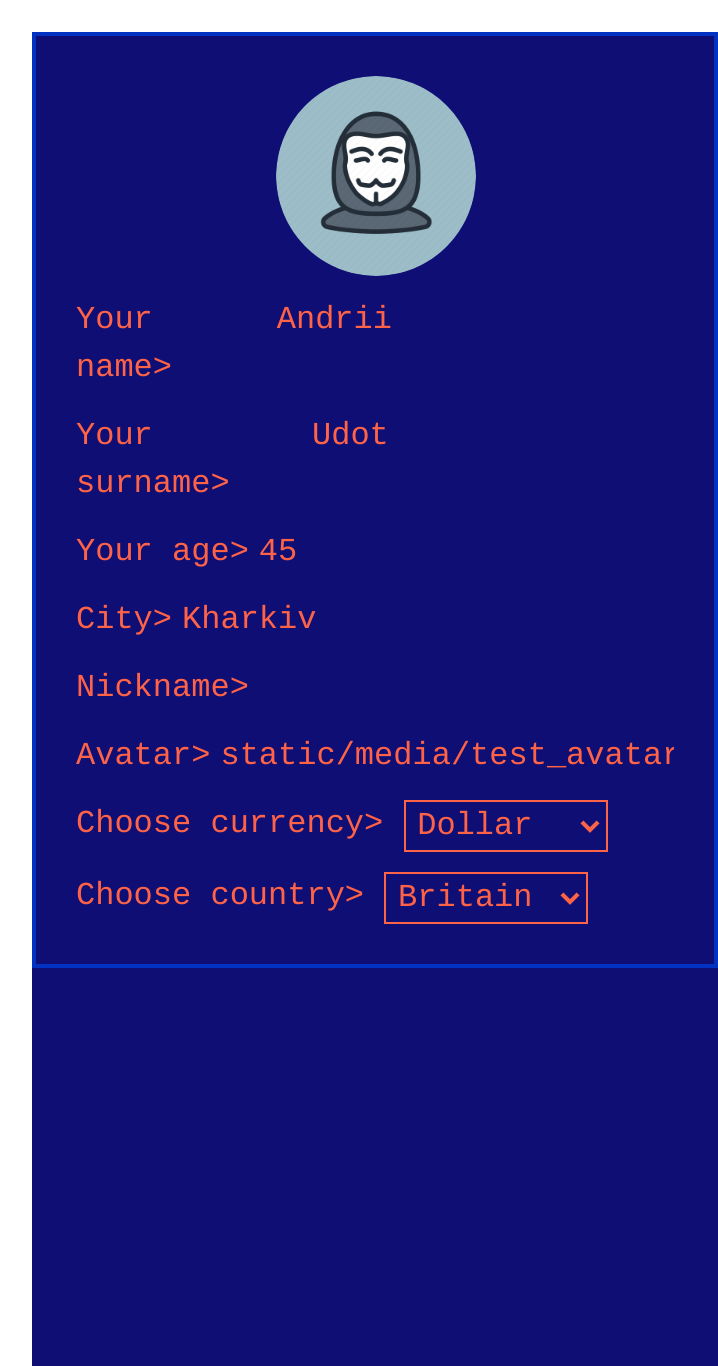 Your Andrii
name>
Your Udot
surname>
Your age> 45
City> Kharkiv
Nickname>
Avatar> static/media/test_avatar
Choose currency> Dollar
Choose country> Britain